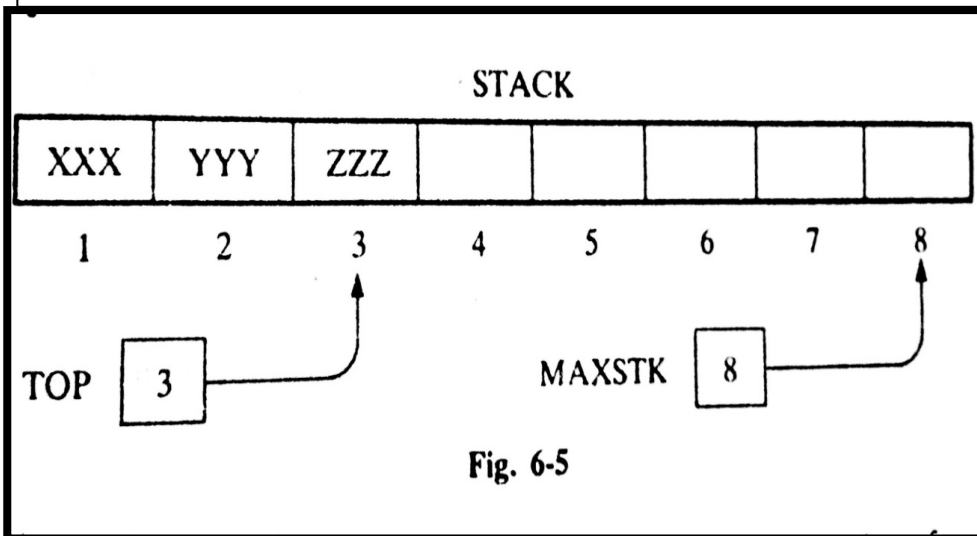 STACK
XXX YYY ZZZ
1 2 3 4 5 6 7 8
TOP 3 MAXSTK 8
Fig. 6-5